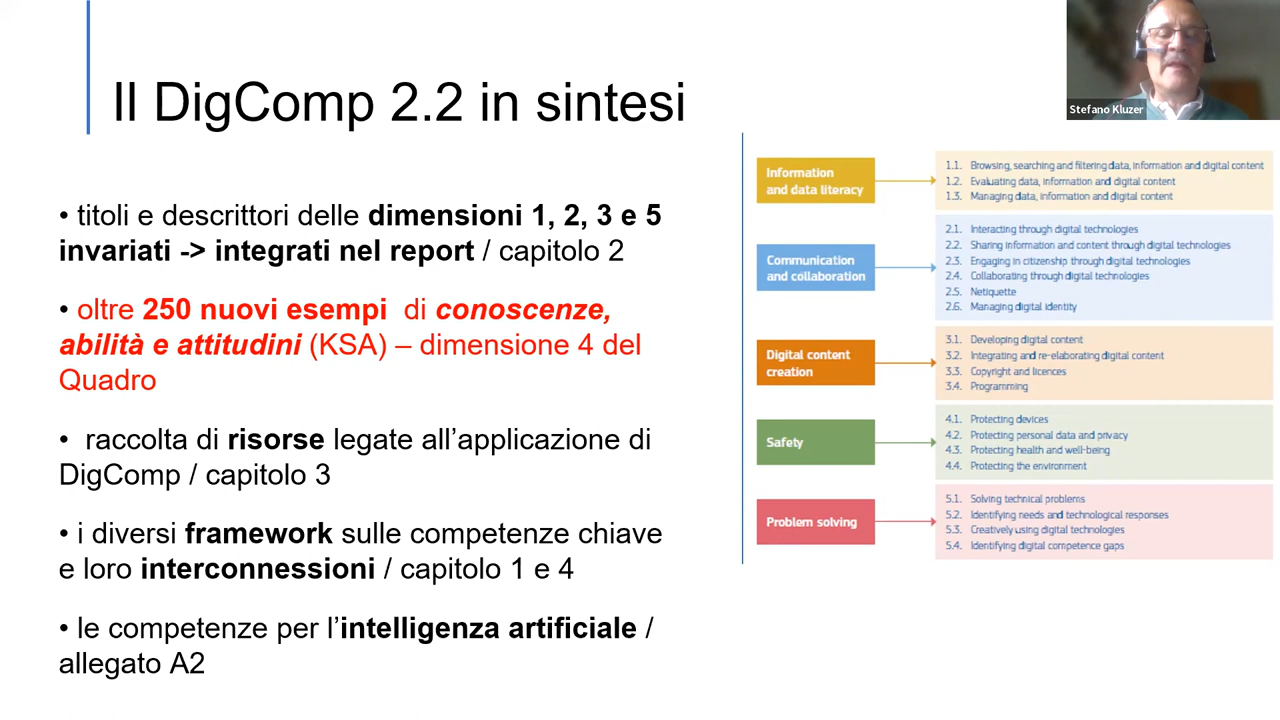 Il DigComp 2.2 in sintesi
Stefano Kluzer
• titoli e descrittori delle dimensioni 1, 2, 3 e 5
invariati -> integrati nel report / capitolo 2
• oltre 250 nuovi esempi di conoscenze,
abilità e attitudini (KSA) – dimensione 4 del
Quadro
• raccolta di risorse legate all’applicazione di
DigComp / capitolo 3
• i diversi framework sulle competenze chiave
e loro interconnessioni / capitolo 1 e 4
• le competenze per l’intelligenza artificiale /
allegato A2
Information
and data literacy
1.1. Browsing, searching and filtering data, information and digital content
1.2. Evaluating data, information and digital content
1.3. Managing data, information and digital content
Communication
and collaboration
2.1. Interacting through digital technologies
2.2. Sharing information and content through digital technologies
2.3. Engaging in citizenship through digital technologies
2.4. Collaborating through digital technologies
2.5. Netiquette
2.6. Managing digital identity
Digital content
creation
3.1. Developing digital content
3.2. Integrating and re-elaborating digital content
3.3. Copyright and licences
3.4. Programming
Safety
4.1. Protecting devices
4.2. Protecting personal data and privacy
4.3. Protecting health and well-being
4.4. Protecting the environment
Problem solving
5.1. Solving technical problems
5.2. Identifying needs and technological responses
5.3. Creatively using digital technologies
5.4. Identifying digital competence gaps